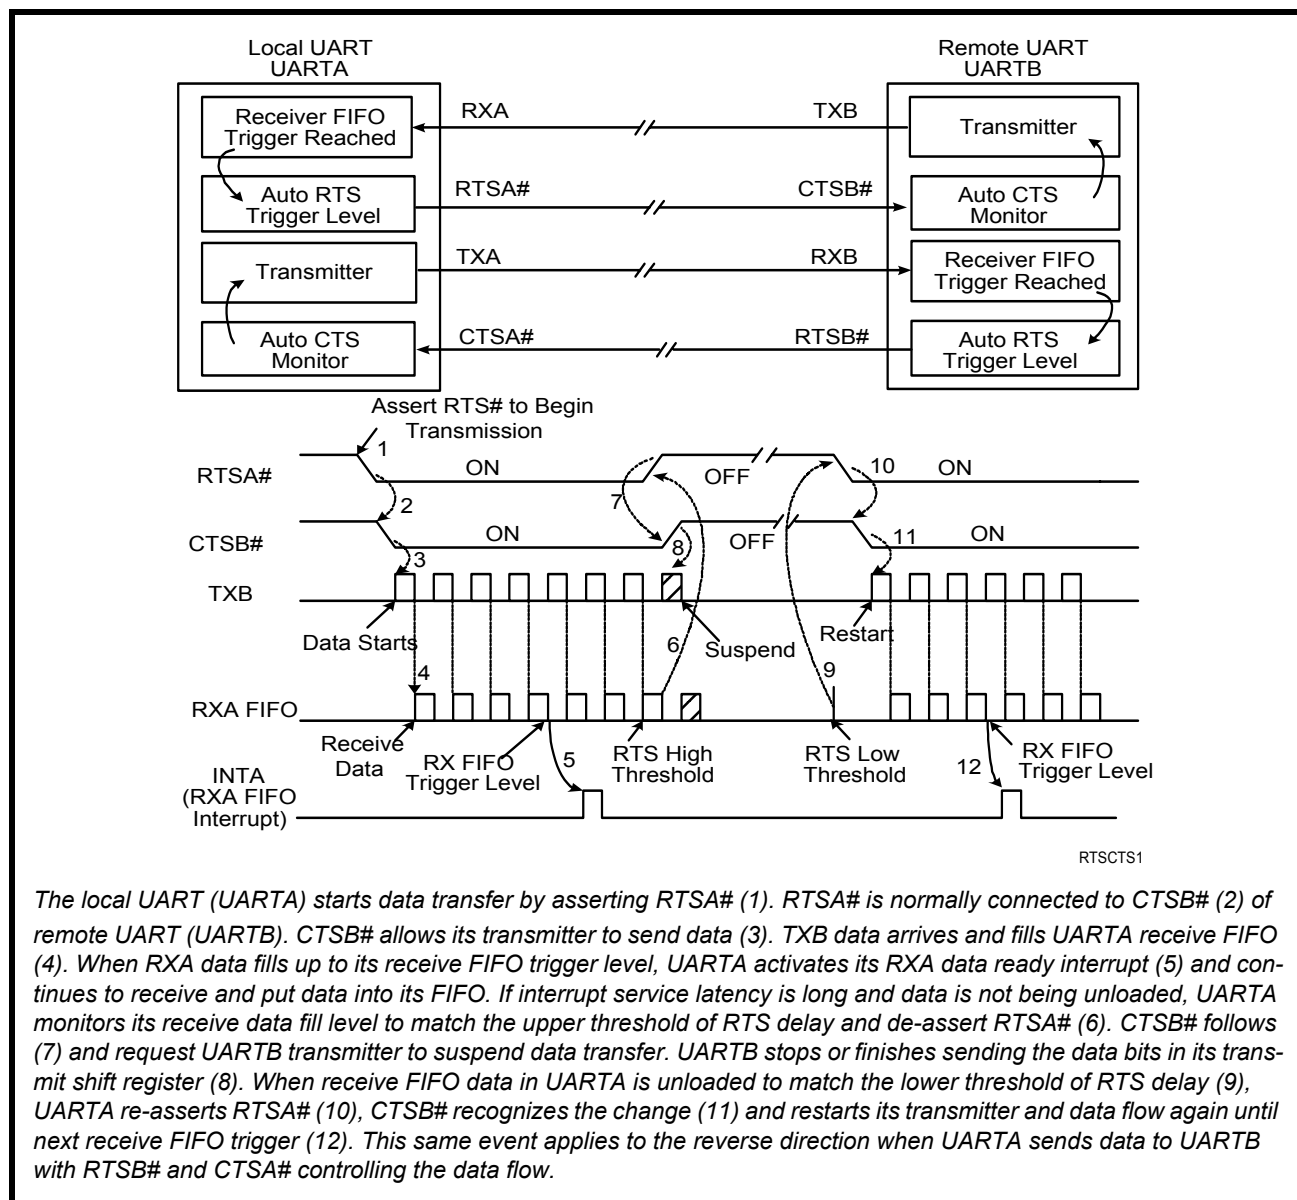 Local UART
UARTA
Remote UART
UARTB
Receiver FIFO
Trigger Reached
RXA
TXB
Transmitter
Auto RTS
Trigger Level
RTSA#
CTSB#
Auto CTS
Monitor
Transmitter
TXA
RXB
Receiver FIFO
Trigger Reached
Auto CTS
Monitor
CTSA#
RTSB#
Auto RTS
Trigger Level
Assert RTS# to Begin
Transmission
RTSA#
1
ON
7
OFF
10
ON
2
CTSB#
ON
8
OFF
11
ON
3
TXB
Data Starts
6
Suspend
Restart
4
9
RXA FIFO
Receive
Data
RX FIFO
Trigger Level
5
RTS High
Threshold
RTS Low
Threshold
12
RX FIFO
Trigger Level
INTA
(RXA FIFO
Interrupt)
RTSCTS1
The local UART (UARTA) starts data transfer by asserting RTSA# (1). RTSA# is normally connected to CTSB# (2) of
remote UART (UARTB). CTSB# allows its transmitter to send data (3). TXB data arrives and fills UARTA receive FIFO
(4). When RXA data fills up to its receive FIFO trigger level, UARTA activates its RXA data ready interrupt (5) and con-
tinues to receive and put data into its FIFO. If interrupt service latency is long and data is not being unloaded, UARTA
monitors its receive data fill level to match the upper threshold of RTS delay and de-assert RTSA# (6). CTSB# follows
(7) and request UARTB transmitter to suspend data transfer. UARTB stops or finishes sending the data bits in its trans-
mit shift register (8). When receive FIFO data in UARTA is unloaded to match the lower threshold of RTS delay (9),
UARTA re-asserts RTSA# (10), CTSB# recognizes the change (11) and restarts its transmitter and data flow again until
next receive FIFO trigger (12). This same event applies to the reverse direction when UARTA sends data to UARTB
with RTSB# and CTSA# controlling the data flow.